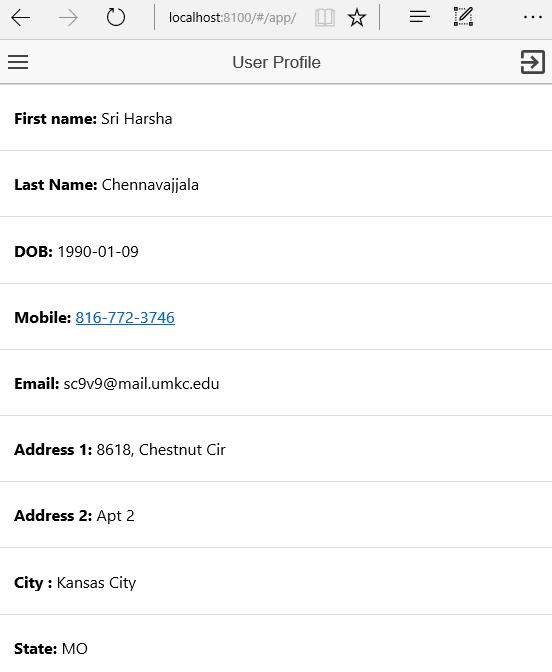 localhost:8100/#/app/
User Profile
First name: Sri Harsha
Last Name: Chennavajjala
DOB: 1990-01-09
Mobile: 816-772-3746
Email: sc9v9@mail.umkc.edu
Address 1: 8618, Chestnut Cir
Address 2: Apt 2
City : Kansas City
State: MO